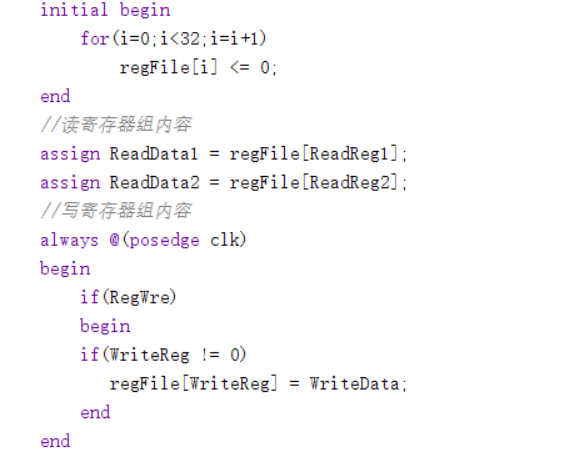 initial begin
for(i=0;i<32;i=i+1)
regFile[i] <= 0;
end
//读寄存器组内容
assign ReadData1 = regFile[ReadReg1];
assign ReadData2 = regFile[ReadReg2];
//写寄存器组内容
always @(posedge clk)
begin
if(RegWre)
begin
if(WriteReg != 0)
regFile[WriteReg] = WriteData;
end
end